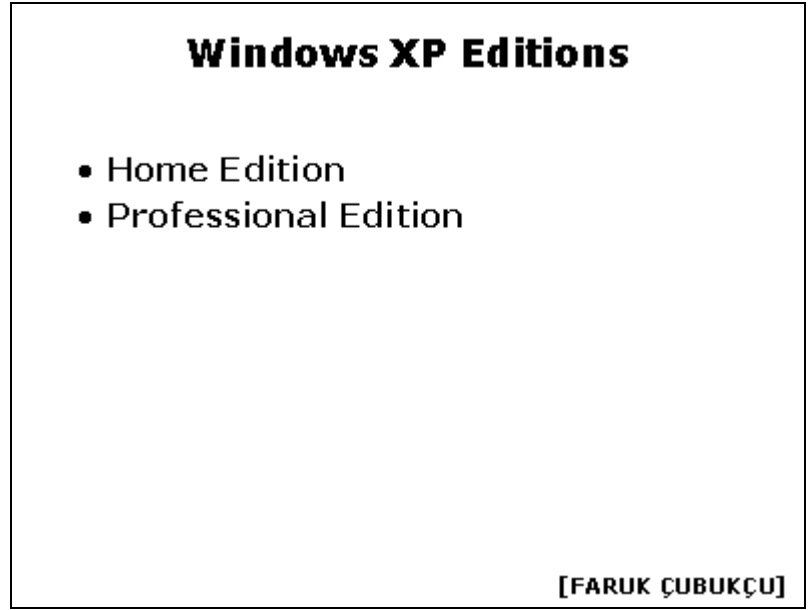 Windows XP Editions
• Home Edition
• Professional Edition
[FARUK ÇUBUKÇU]